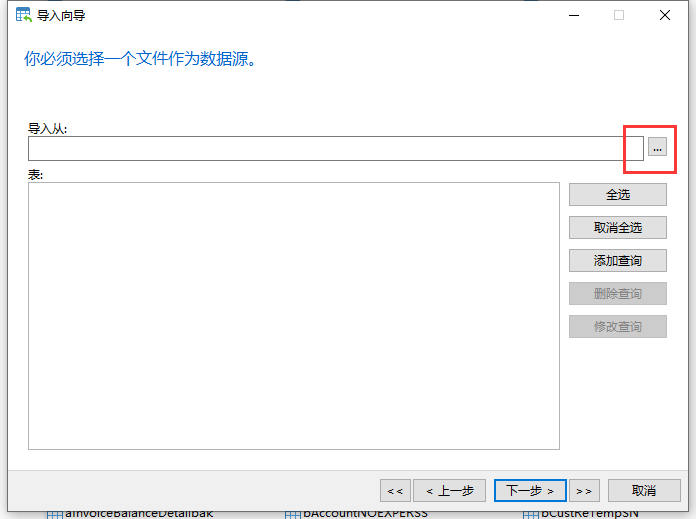 导入向导
你必须选择一个文件作为数据源。
导入从:
...
表:
全选
取消全选
添加查询
删除查询
修改查询
<< < 上一步 下一步 > >> 取消
aInvoiceBalanceDetailbak bAccountNOEXPERSS bCustReTempSN